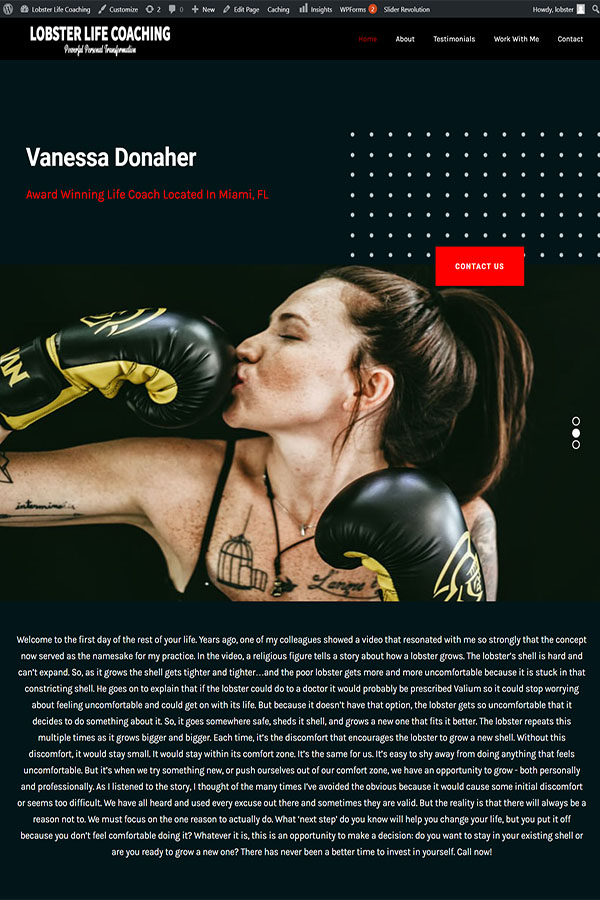 Lobster Life Coaching Customize 2 0 New Edit Page Caching Insights WPForms 2 Slider Revolution Howdy, lobster
LOBSTER LIFE COACHING
Powerful Personal Transformation
Home About Testimonials Work With Me Contact
Vanessa Donaher
Award Winning Life Coach Located In Miami, FL
CONTACT US
Welcome to the first day of the rest of your life. Years ago, one of my colleagues showed a video that resonated with me so strongly that the concept
now served as the namesake for my practice. In the video, a religious figure tells a story about how a lobster grows. The lobster's shell is hard and
can't expand. So, as it grows the shell gets tighter and tighter…and the poor lobster gets more and more uncomfortable because it is stuck in that
constricting shell. He goes on to explain that if the lobster could do to a doctor it would probably be prescribed Valium so it could stop worrying
about feeling uncomfortable and could get on with its life. But because it doesn't have that option, the lobster gets so uncomfortable that it
decides to do something about it. So, it goes somewhere safe, sheds it shell, and grows a new one that fits it better. The lobster repeats this
multiple times as it grows bigger and bigger. Each time, it's the discomfort that encourages the lobster to grow a new shell. Without this
discomfort, it would stay small. It would stay within its comfort zone. It's the same for us. It's easy to shy away from doing anything that feels
uncomfortable. But it's when we try something new, or push ourselves out of our comfort zone, we have an opportunity to grow - both personally
and professionally. As I listened to the story, I thought of the many times I've avoided the obvious because it would cause some initial discomfort
or seems too difficult. We have all heard and used every excuse out there and sometimes they are valid. But the reality is that there will always be a
reason not to. We must focus on the one reason to actually do. What 'next step' do you know will help you change your life, but you put it off
because you don't feel comfortable doing it? Whatever it is, this is an opportunity to make a decision: do you want to stay in your existing shell or
are you ready to grow a new one? There has never been a better time to invest in yourself. Call now!